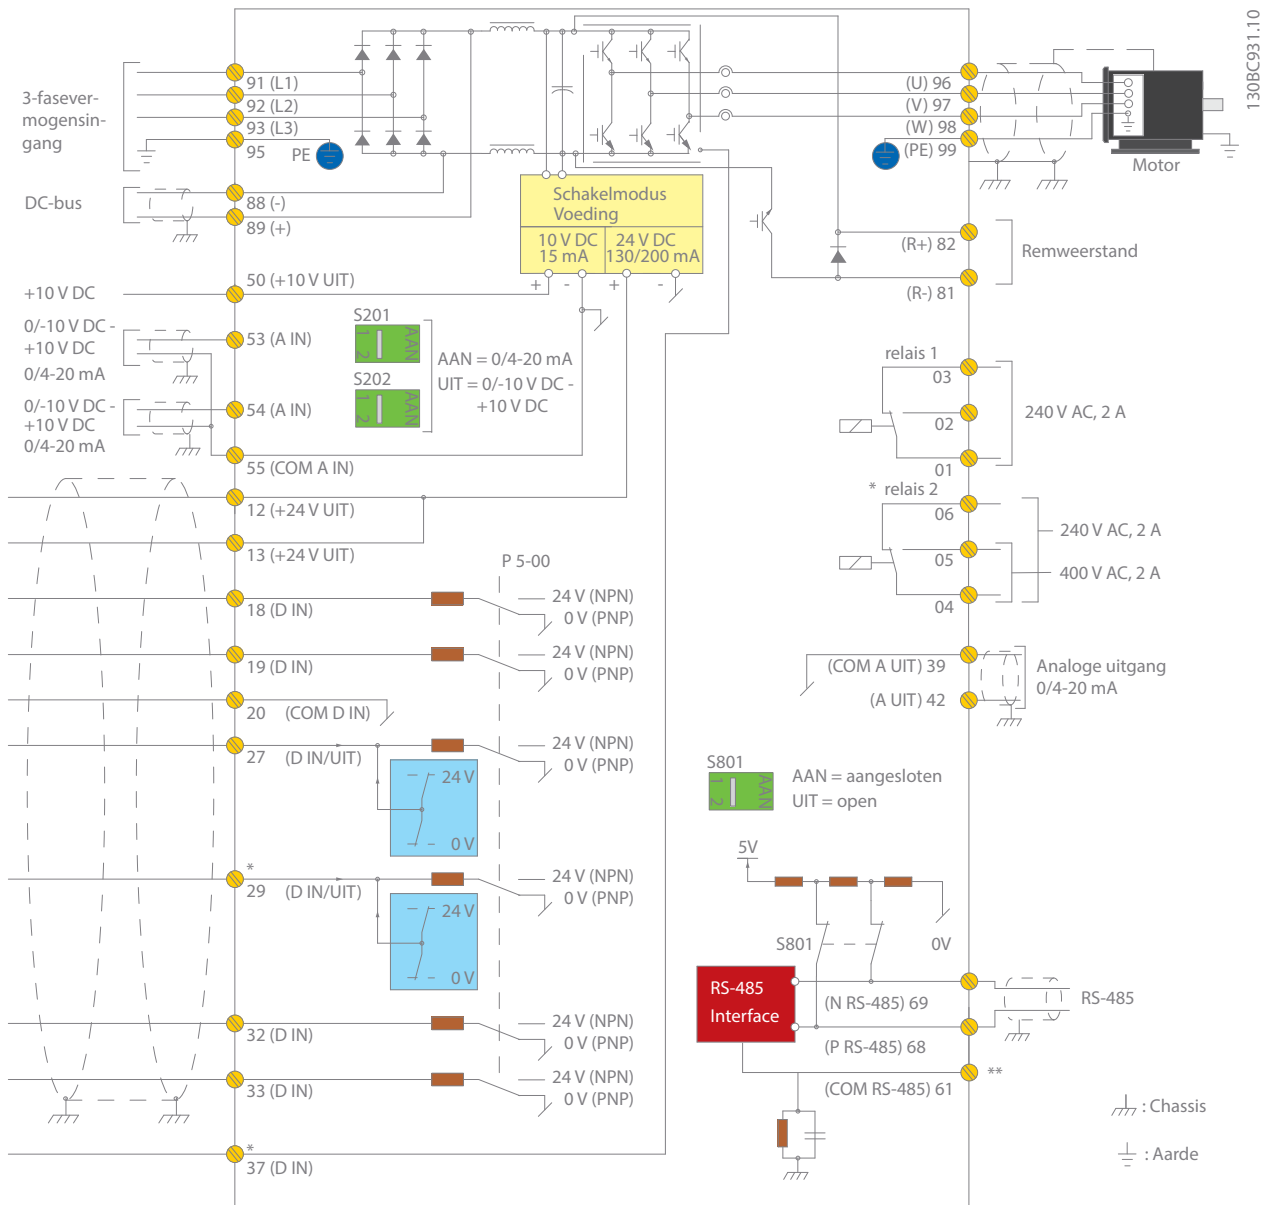 130BC931.10
3-fasever-
mogensin-
gang
91 (L1)
92 (L2)
93 (L3)
95
PE
DC-bus
88 (-)
89 (+)
Schakelmodus
Voeding
10 V DC
15 mA
24 V DC
130/200 mA
+ - + -
(U) 96
(V) 97
(W) 98
(PE) 99
Motor
(R+) 82
(R-) 81
Remweerstand
+10 V DC
50 (+10 V UIT)
0/-10 V DC -
+10 V DC
0/4-20 mA
53 (A IN)
0/-10 V DC -
+10 V DC
0/4-20 mA
54 (A IN)
55 (COM A IN)
S201
1 2 AAN
S202
1 2 AAN
AAN = 0/4-20 mA
UIT = 0/-10 V DC -
+10 V DC
relais 1
03
02
01
240 V AC, 2 A
* relais 2
06
05
04
240 V AC, 2 A
400 V AC, 2 A
12 (+24 V UIT)
13 (+24 V UIT)
P 5-00
18 (D IN)
24 V (NPN)
0 V (PNP)
19 (D IN)
24 V (NPN)
0 V (PNP)
20 (COM D IN)
27 (D IN/UIT)
24 V (NPN)
0 V (PNP)
24 V
0 V
*
29 (D IN/UIT)
24 V (NPN)
0 V (PNP)
24 V
0 V
32 (D IN)
24 V (NPN)
0 V (PNP)
33 (D IN)
24 V (NPN)
0 V (PNP)
*
37 (D IN)
(COM A UIT) 39
(A UIT) 42
Analoge uitgang
0/4-20 mA
S801
1 2 AAN
AAN = aangesloten
UIT = open
5V
S801
0V
RS-485
Interface
(N RS-485) 69
(P RS-485) 68
(COM RS-485) 61
**
RS-485
: Chassis
: Aarde